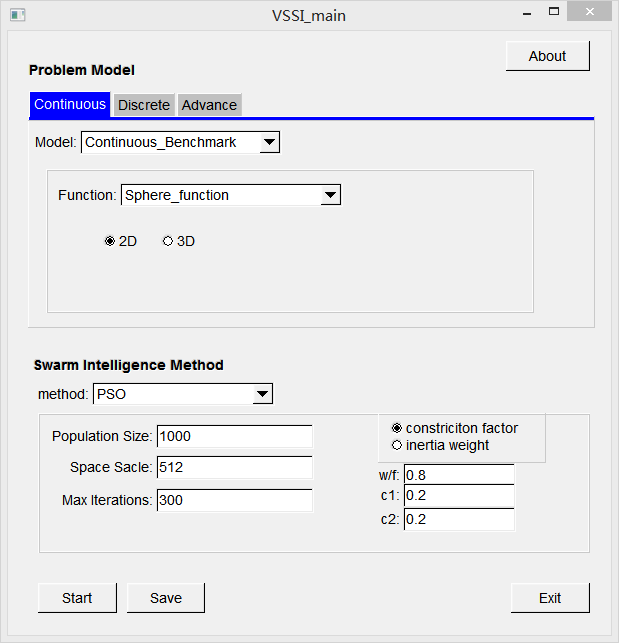 VSSI_main
About
Problem Model
Continuous Discrete Advance
Model: Continuous_Benchmark
Function: Sphere_function
2D 3D
Swarm Intelligence Method
method: PSO
Population Size: 1000
Space Sacle: 512
Max Iterations: 300
constriciton factor
inertia weight
w/f: 0.8
c1: 0.2
c2: 0.2
Start Save Exit